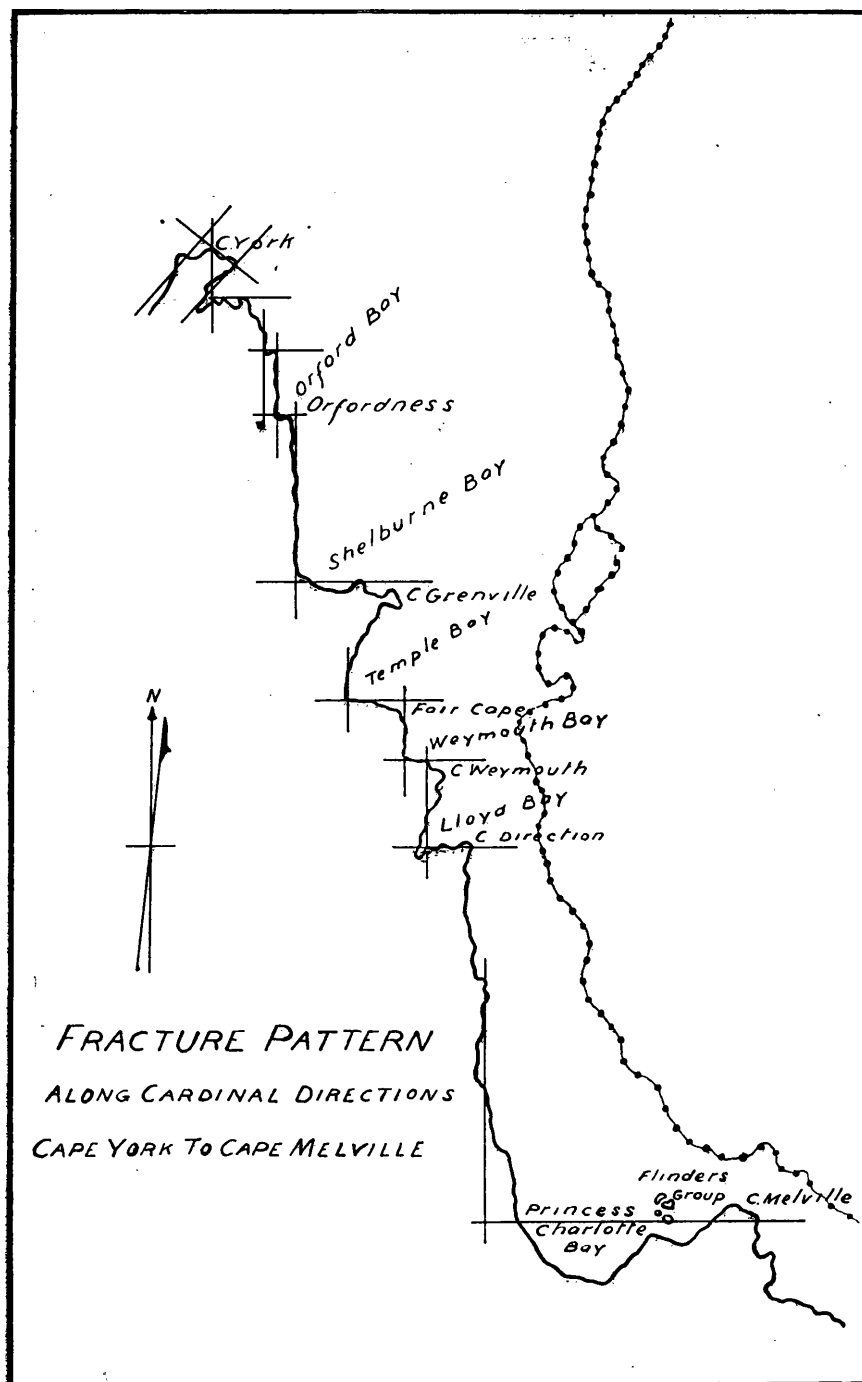 C.York
Orford Bay
Orfordness
Shelburne Bay
C Grenville
Temple Bay
Fair Cape
Weymouth Bay
C Weymouth
Lloyd Bay
C Direction
N
FRACTURE PATTERN
ALONG CARDINAL DIRECTIONS
CAPE YORK TO CAPE MELVILLE
Flinders
Group
C.Melville
Princess
Charlotte
Bay